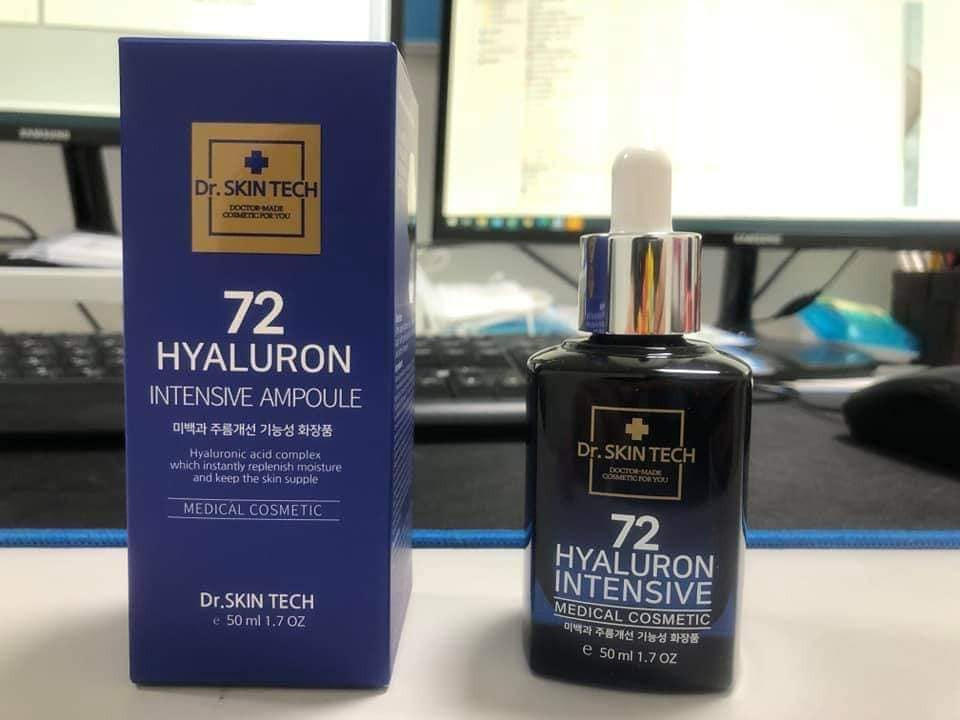 SAMSUNG
SAMSUNG
Dr. SKIN TECH
DOCTOR-MADE
COSMETIC FOR YOU
72
HYALURON
INTENSIVE AMPOULE
미백과 주름개선 기능성 화장품
Hyaluronic acid complex
which instantly replenish moisture
and keep the skin supple
MEDICAL COSMETIC
Dr.SKIN TECH
e 50 ml 1.7 OZ
Dr. SKIN TECH
DOCTOR-MADE
COSMETIC FOR YOU
72
HYALURON
INTENSIVE
MEDICAL COSMETIC
미백과 주름개선 기능성 화장품
e 50 ml 1.7 OZ